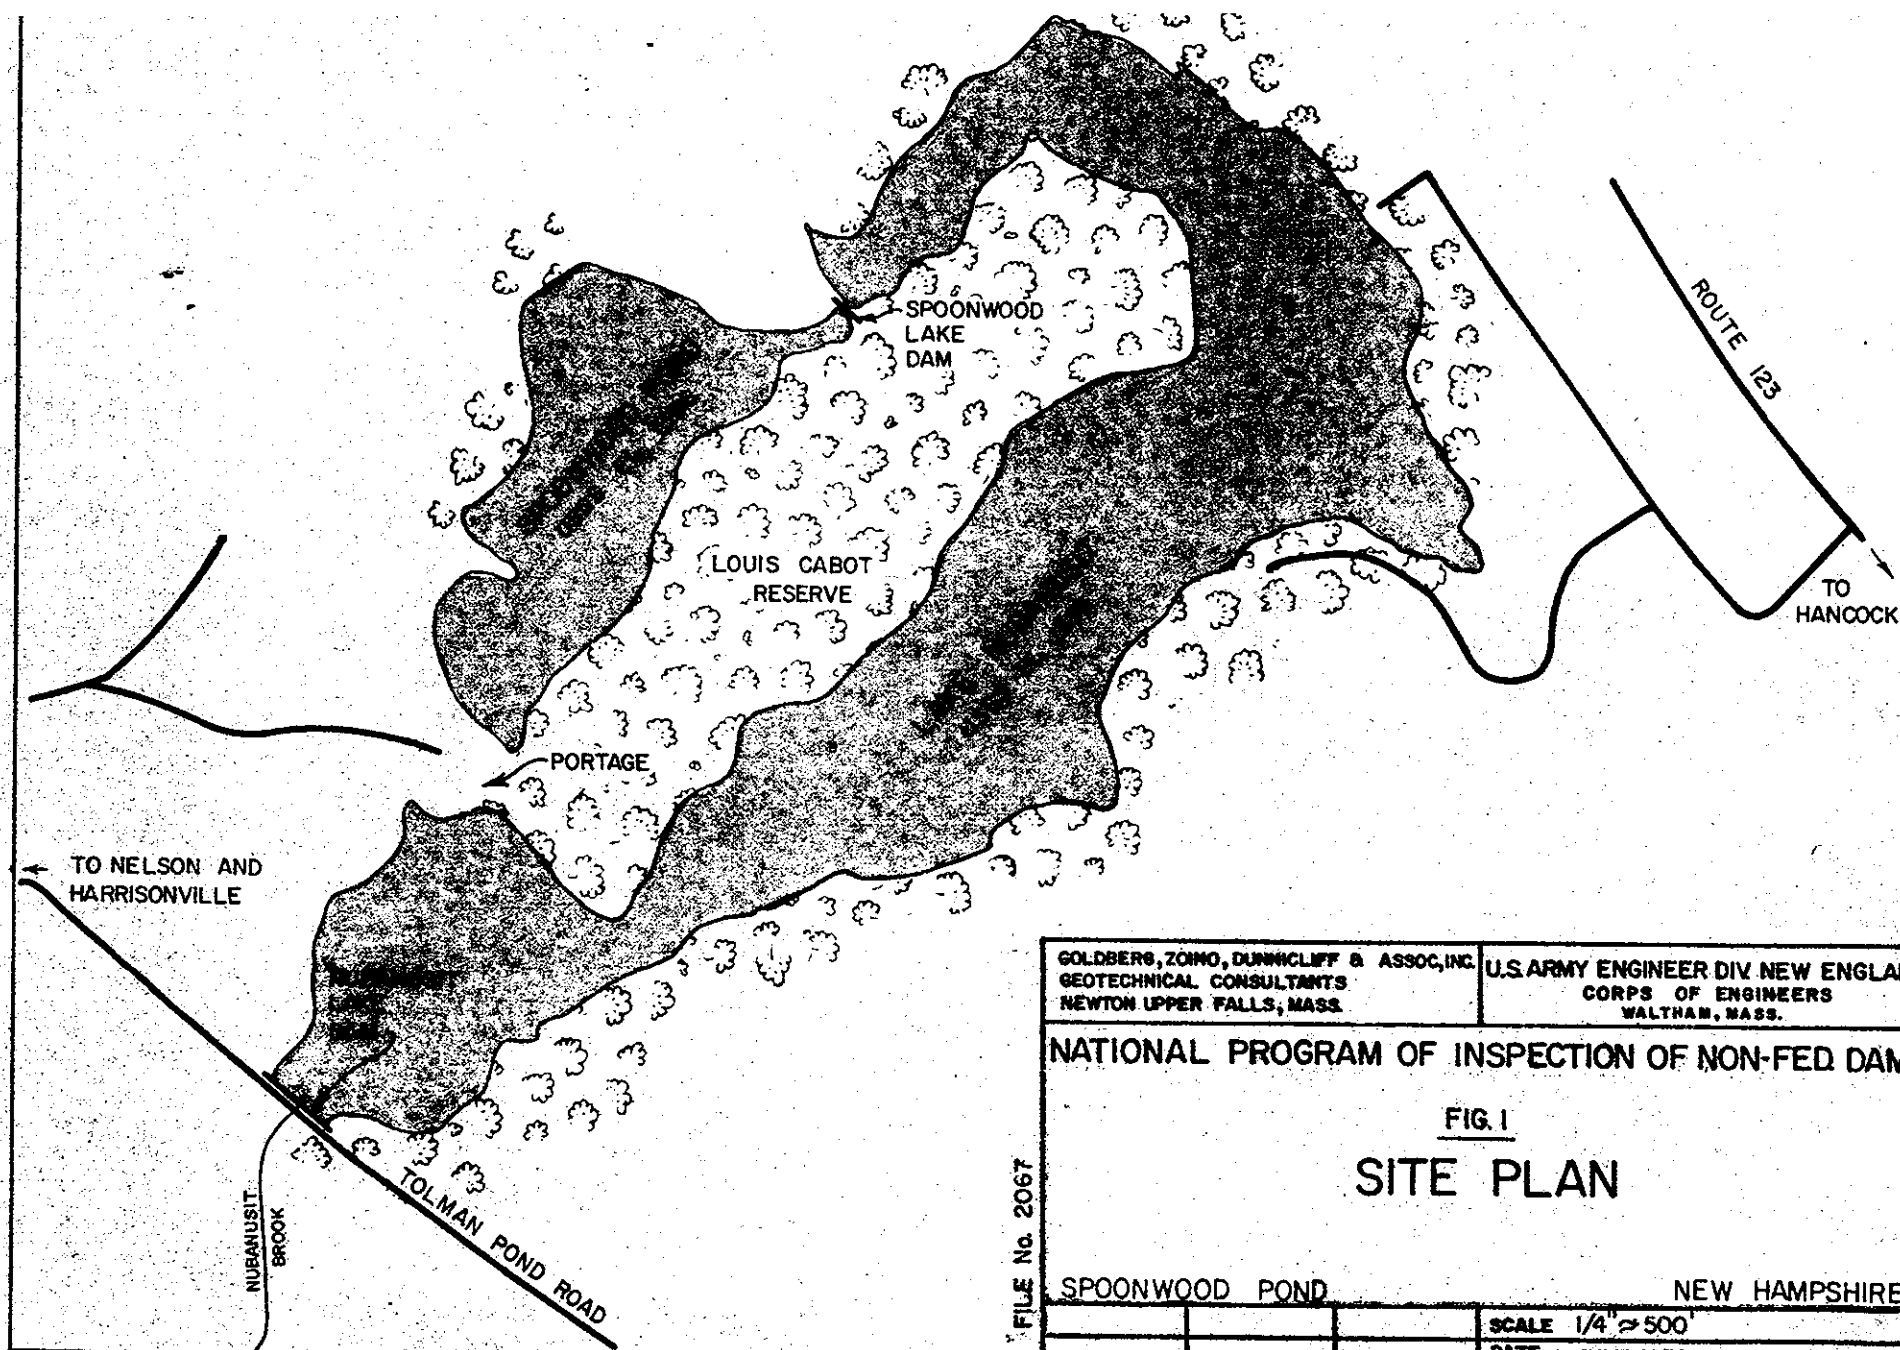 SPOONWOOD
LAKE
DAM
ROUTE 123
LOUIS CABOT
RESERVE
TO
HANCOCK
PORTAGE
TO NELSON AND
HARRISONVILLE
TOLMAN POND ROAD
NUBANUSIT
BROOK
GOLDBERG, ZOINO, DUNNICLIFF & ASSOC, INC.
GEOTECHNICAL CONSULTANTS
NEWTON UPPER FALLS, MASS.
U.S. ARMY ENGINEER DIV. NEW ENGLA
CORPS OF ENGINEERS
WALTHAM, MASS.
NATIONAL PROGRAM OF INSPECTION OF NON-FED. DAM
FIG. 1
SITE PLAN
FILE No. 2067
SPOONWOOD POND
NEW HAMPSHIRE
SCALE 1/4" ≈ 500'